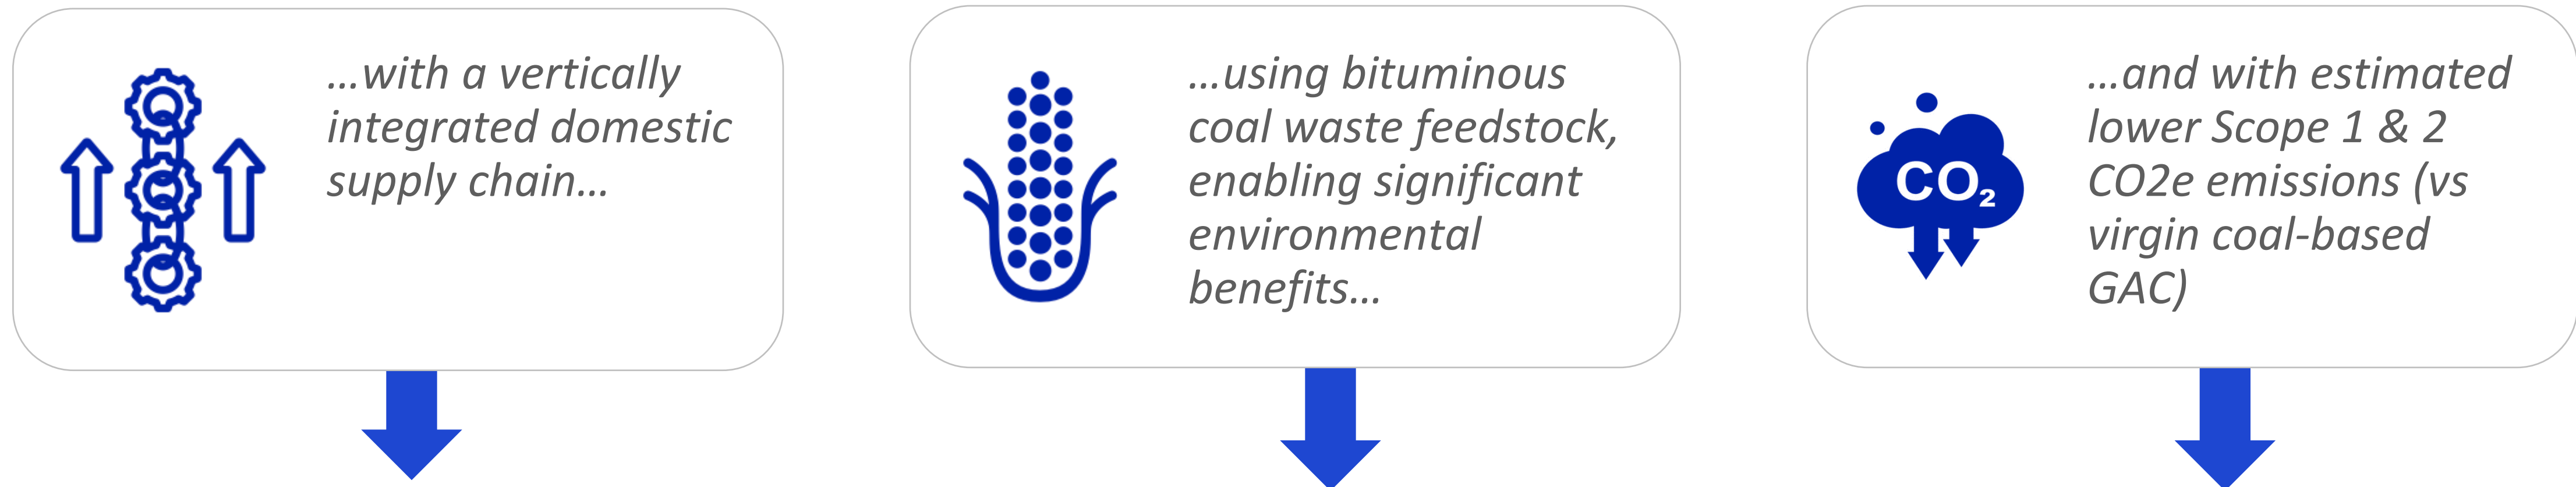 …with a vertically
integrated domestic
supply chain…
…using bituminous
coal waste feedstock,
enabling significant
environmental
benefits…
CO₂
…and with estimated
lower Scope 1 & 2
CO2e emissions (vs
virgin coal-based
GAC)